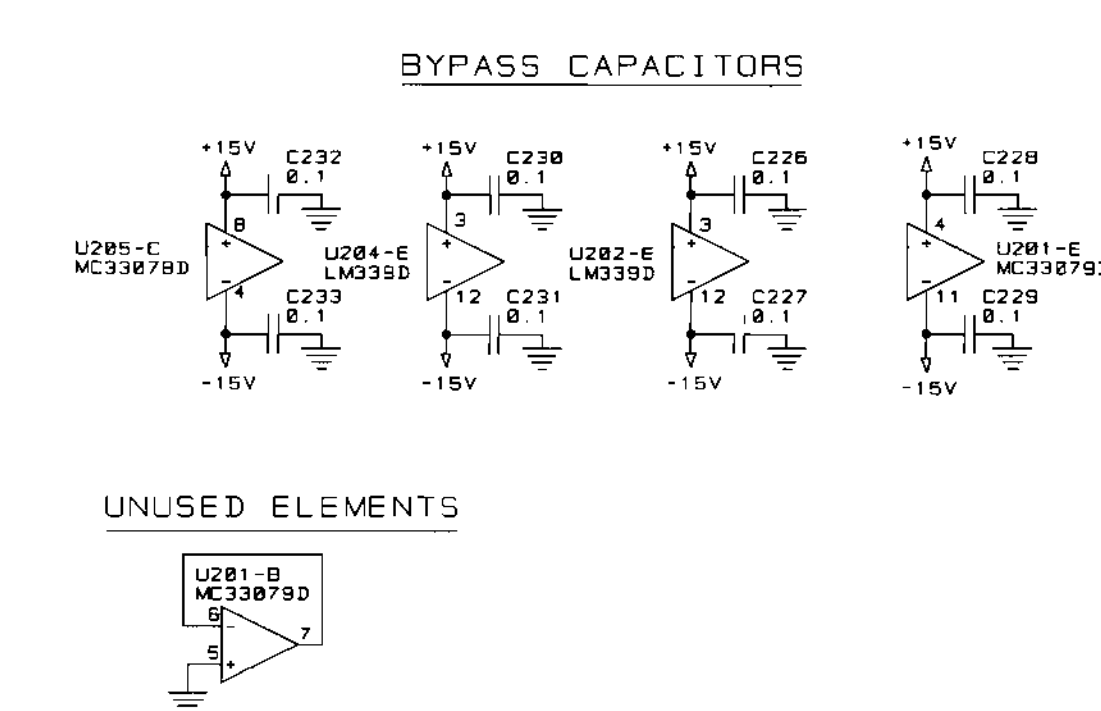 BYPASS CAPACITORS
+15V
C232
0.1
8
U205-C
MC33078D
+
-
4
C233
0.1
-15V
+15V
C230
0.1
3
U204-E
LM339D
+
-
12
C231
0.1
-15V
+15V
C226
0.1
3
U202-E
LM339D
+
-
12
C227
0.1
-15V
+15V
C228
0.1
4
U201-E
MC33079
+
-
11
C229
0.1
-15V
UNUSED ELEMENTS
U201-B
MC33079D
6
-
7
5
+